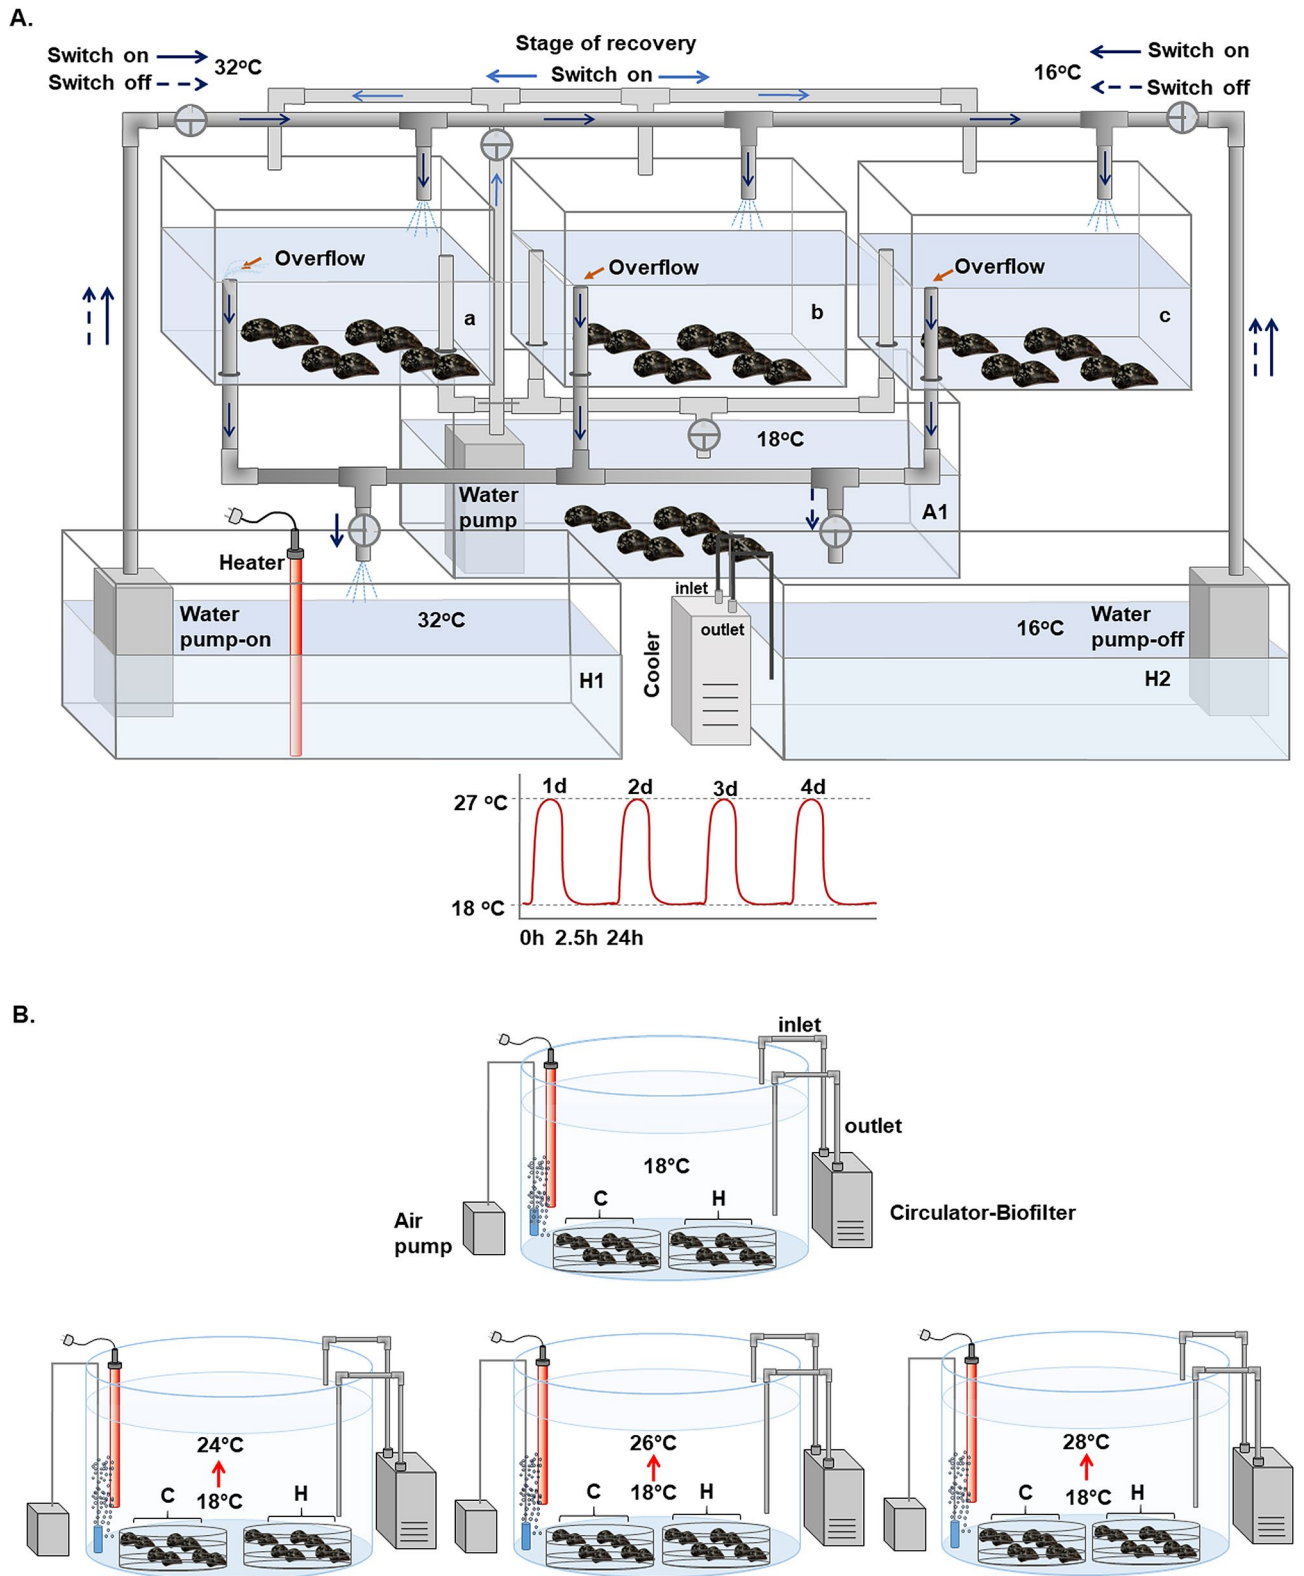 A.
Switch on
Switch off
32°C
Stage of recovery
Switch on
16°C
Switch on
Switch off
Overflow
Overflow
Overflow
a
b
c
18°C
Water
pump
A1
Heater
inlet
outlet
Cooler
Water
pump-on
32°C
H1
16°C
Water
pump-off
H2
1d
2d
3d
4d
27 °C
18 °C
0h 2.5h 24h
B.
inlet
outlet
18°C
C
H
Air
pump
Circulator-Biofilter
24°C
18°C
C
H
26°C
18°C
C
H
28°C
18°C
C
H